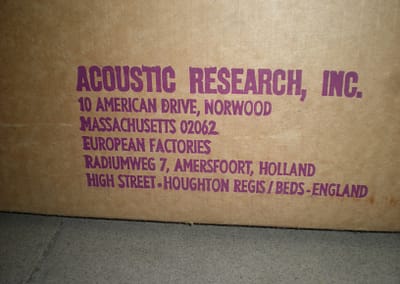 ACOUSTIC RESEARCH, INC.
10 AMERICAN DRIVE, NORWOOD
MASSACHUSETTS 02062
EUROPEAN FACTORIES
RADIUMWEG 7, AMERSFOORT, HOLLAND
HIGH STREET - HOUGHTON REGIS / BEDS - ENGLAND